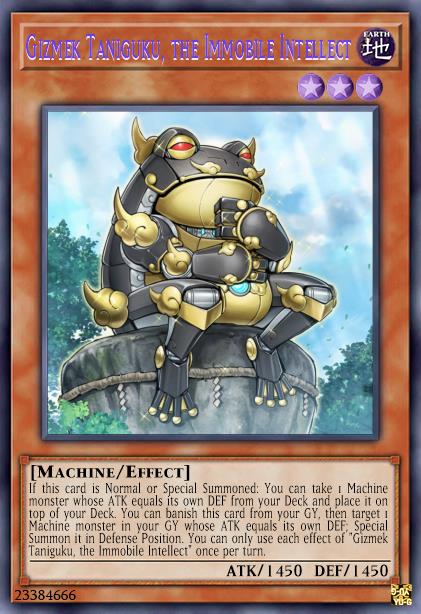 Gizmek Taniguku, the Immobile Intellect
EARTH
地
[Machine/Effect]
If this card is Normal or Special Summoned: You can take 1 Machine
monster whose ATK equals its own DEF from your Deck and place it on
top of your Deck. You can banish this card from your GY, then target 1
Machine monster in your GY whose ATK equals its own DEF; Special
Summon it in Defense Position. You can only use each effect of "Gizmek
Taniguku, the Immobile Intellect" once per turn.
ATK/1450 DEF/1450
23384666